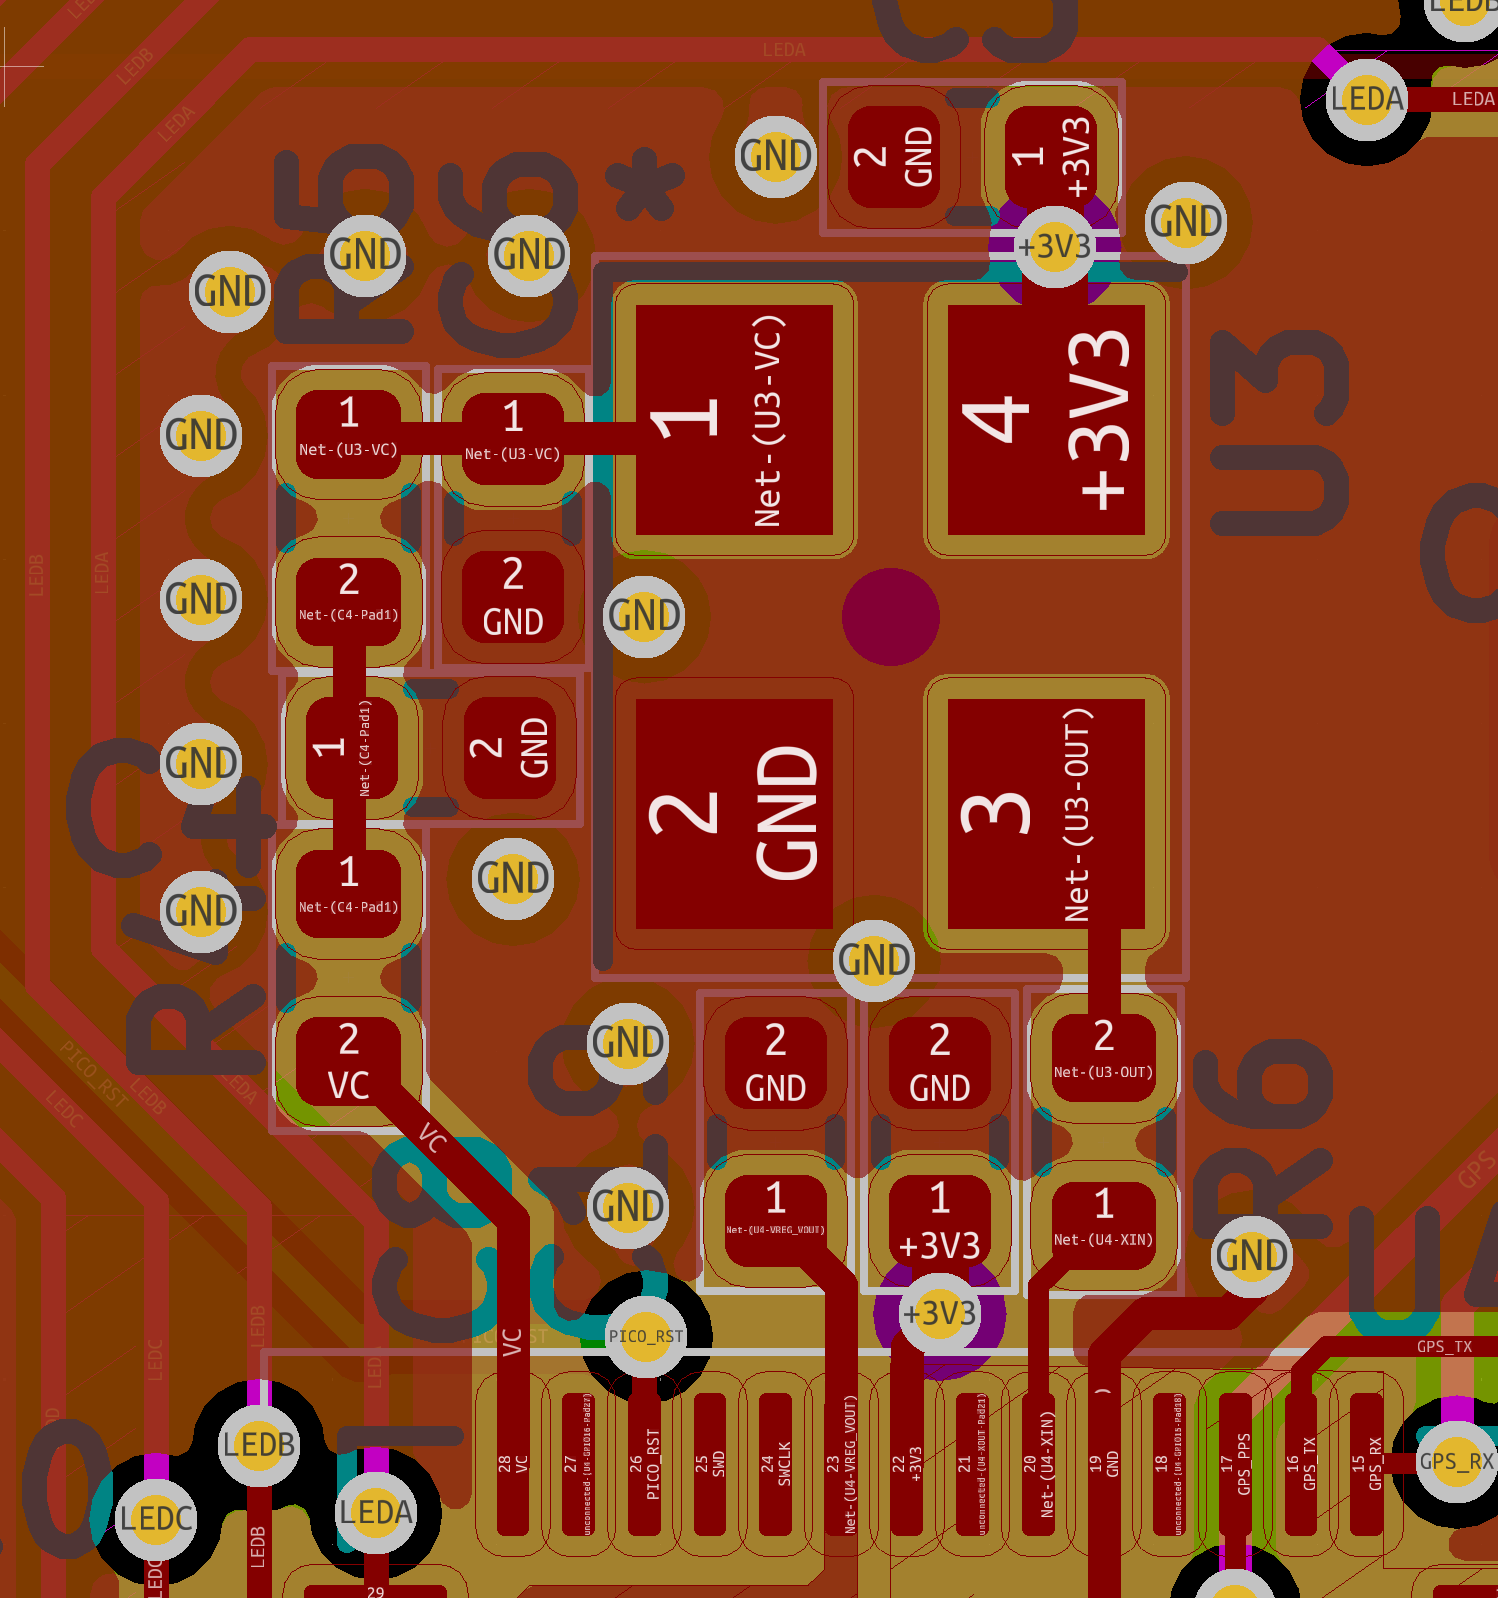 LEDB
LEDA
LEDB
LEDA
LEDA
LEDA
GND
2
GND
1
+3V3
GND
+3V3
R5
C6
*
GND
GND
GND
GND
1
Net-(U3-VC)
1
Net-(U3-VC)
1
Net-(U3-VC)
4
+3V3
U3
LEDB
LEDA
GND
2
Net-(C4-Pad1)
2
GND
GND
GND
1
Net-(C4-Pad1)
2
GND
2
GND
3
Net-(U3-OUT)
C4
GND
1
Net-(C4-Pad1)
GND
GND
R4
2
VC
VC
GND
2
GND
2
GND
2
Net-(U3-OUT)
R6
PICO_RST
LEDB
LEDA
LEDC
C8
C19
GND
1
Net-(U4-VREG_VOUT)
1
+3V3
1
Net-(U4-XIN)
GND
GPS
U4
PICO_RST
+3V3
VC
GPS_TX
LEDC
LEDB
LEDA
LEDB
LEDC
LEDA
28
VC
27
unconnected-(U4-GPIO16-Pad27)
26
PICO_RST
25
SWD
24
SWCLK
23
Net-(U4-VREG_VOUT)
22
+3V3
21
unconnected-(U4-XOUT-Pad21)
20
Net-(U4-XIN)
19
GND
18
unconnected-(U4-GPIO15-Pad18)
17
GPS_PPS
16
GPS_TX
15
GPS_RX
GPS_RX
LEDC
LEDB
29